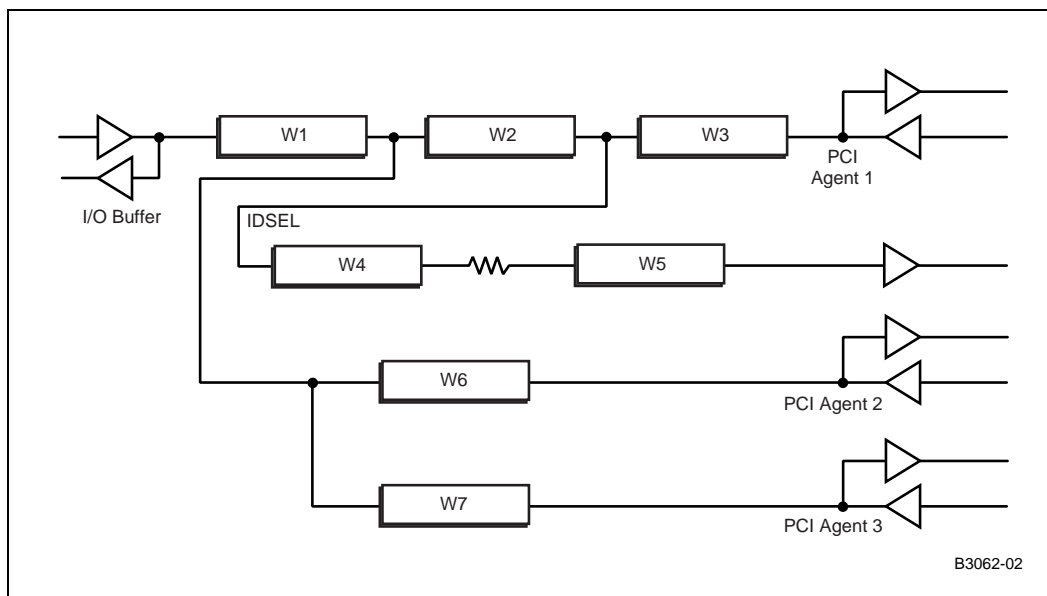 W1
W2
W3
PCI
Agent 1
I/O Buffer
IDSEL
W4
W5
W6
PCI Agent 2
W7
PCI Agent 3
B3062-02